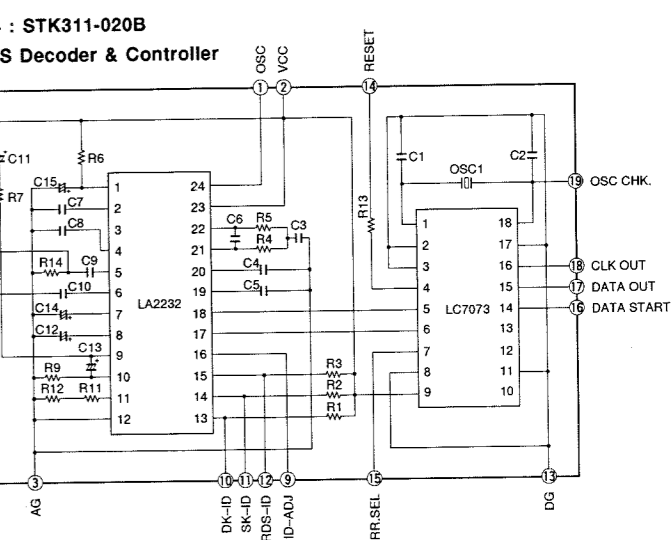 : STK311-020B
S Decoder & Controller
OSC
VCC
RESET
1
2
14
C11
R6
R7
C15
C7
C8
R14
C9
C10
C14
C12
C13
R9
R12
R11
1
2
3
4
5
6
7
8
9
10
11
12
LA2232
24
23
22
21
20
19
18
17
16
15
14
13
C6
R5
R4
C3
C4
C5
R3
R2
R1
R13
C1
OSC1
C2
1
2
3
4
5
6
7
8
9
LC7073
18
17
16
15
14
13
12
11
10
19 OSC CHK.
18 CLK OUT
17 DATA OUT
16 DATA START
3
10
11
12
9
15
13
AG
DK-ID
SK-ID
RDS-ID
ID-ADJ
RR.SEL
DG